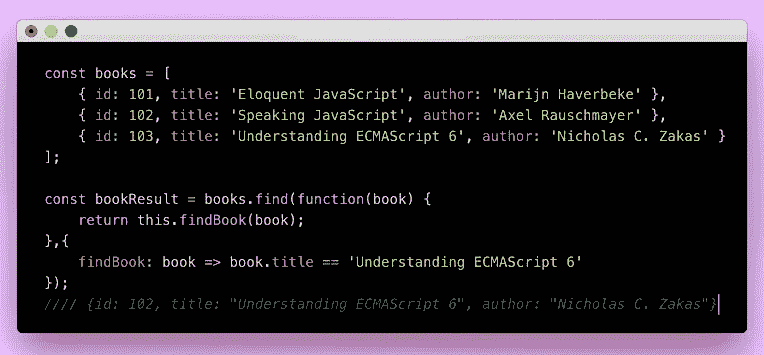 const books = [
    { id: 101, title: 'Eloquent JavaScript', author: 'Marijn Haverbeke' },
    { id: 102, title: 'Speaking JavaScript', author: 'Axel Rauschmayer' },
    { id: 103, title: 'Understanding ECMAScript 6', author: 'Nicholas C. Zakas' }
];

const bookResult = books.find(function(book) {
    return this.findBook(book);
},{
    findBook: book => book.title == 'Understanding ECMAScript 6'
});
//// {id: 102, title: "Understanding ECMAScript 6", author: "Nicholas C. Zakas"}